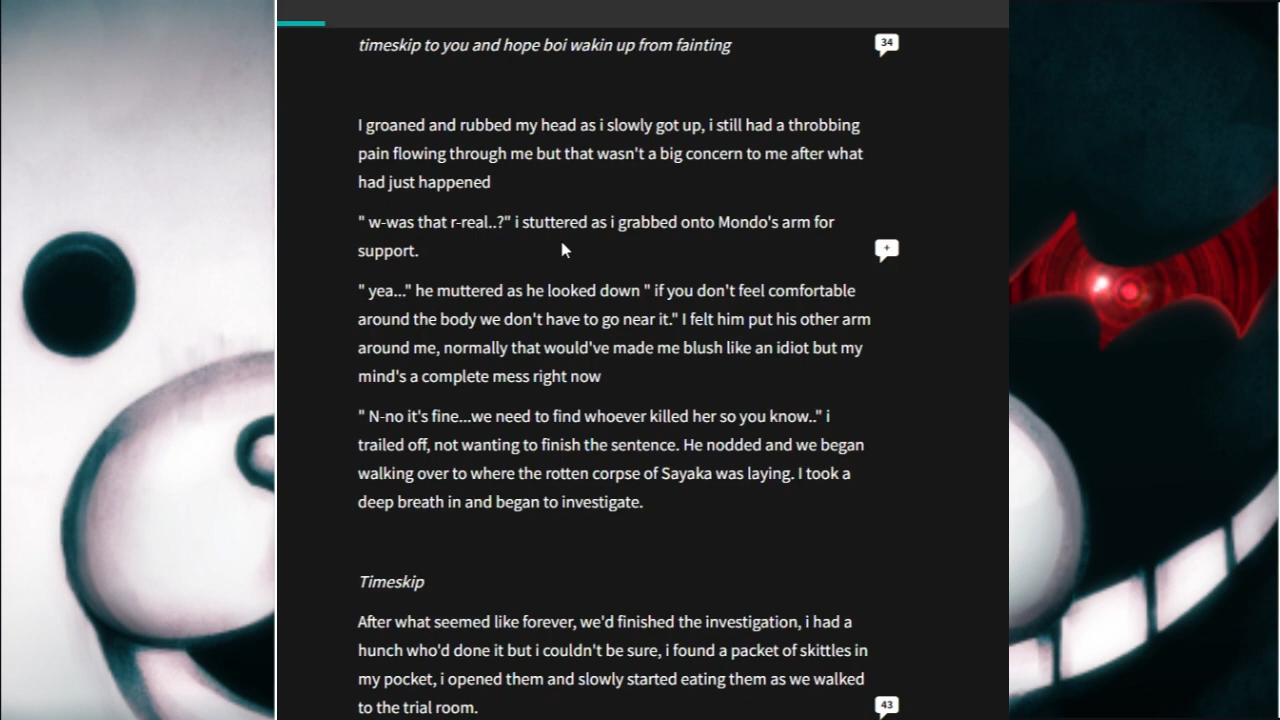 timeskip to you and hope boi wakin up from fainting
34
I groaned and rubbed my head as i slowly got up, i still had a throbbing
pain flowing through me but that wasn't a big concern to me after what
had just happened
" w-was that r-real..?" i stuttered as i grabbed onto Mondo's arm for
support.
+
" yea..." he muttered as he looked down " if you don't feel comfortable
around the body we don't have to go near it." I felt him put his other arm
around me, normally that would've made me blush like an idiot but my
mind's a complete mess right now
" N-no it's fine...we need to find whoever killed her so you know.." i
trailed off, not wanting to finish the sentence. He nodded and we began
walking over to where the rotten corpse of Sayaka was laying. I took a
deep breath in and began to investigate.
Timeskip
After what seemed like forever, we'd finished the investigation, i had a
hunch who'd done it but i couldn't be sure, i found a packet of skittles in
my pocket, i opened them and slowly started eating them as we walked
to the trial room.
43